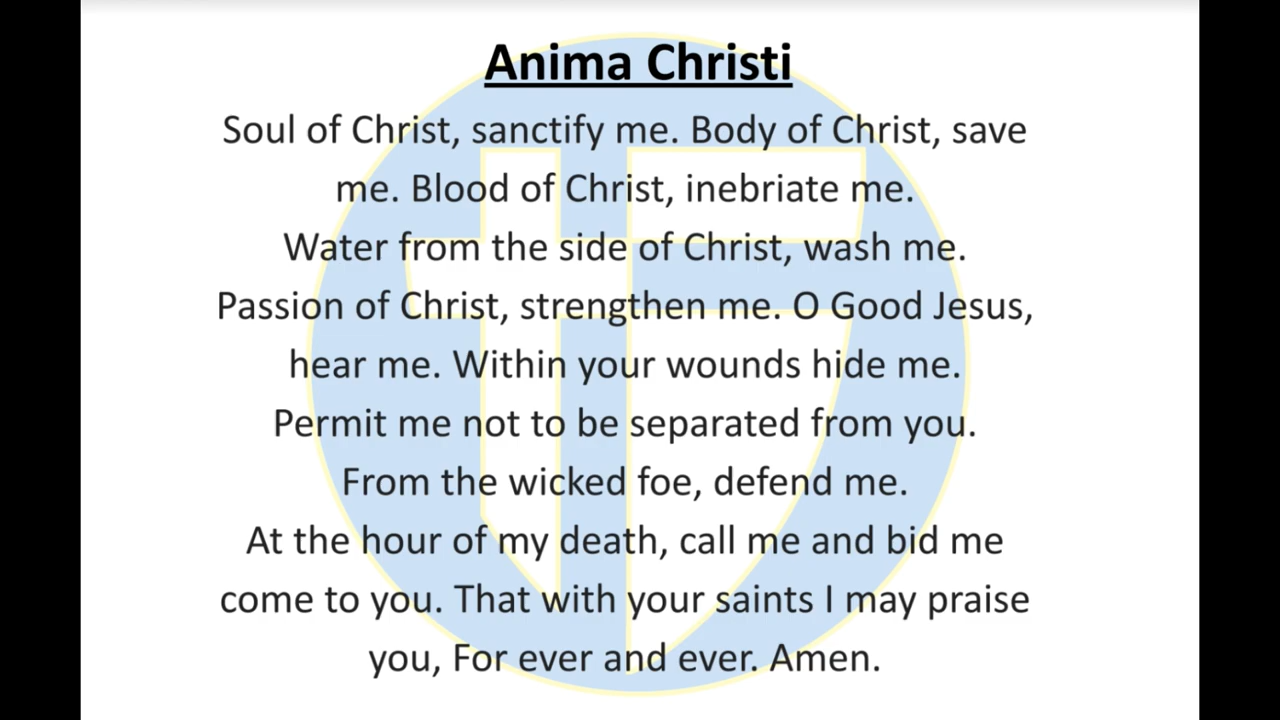 Anima Christi
Soul of Christ, sanctify me. Body of Christ, save
me. Blood of Christ, inebriate me.
Water from the side of Christ, wash me.
Passion of Christ, strengthen me. O Good Jesus,
hear me. Within your wounds hide me.
Permit me not to be separated from you.
From the wicked foe, defend me.
At the hour of my death, call me and bid me
come to you. That with your saints I may praise
you, For ever and ever. Amen.